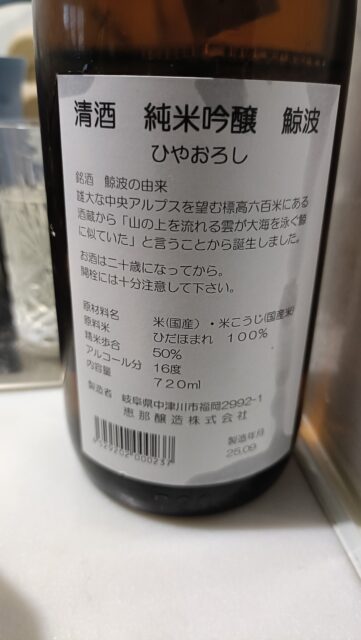 清酒　純米吟醸　鯨波
ひやおろし
銘酒　鯨波の由来
雄大な中央アルプスを望む標高六百米にある
酒蔵から「山の上を流れる雲が大海を泳ぐ鯨
に似ていた」と言うことから誕生しました。
お酒は二十歳になってから。
開栓には十分注意して下さい。
原材料名　米(国産)・米こうじ(国産米)
原料米　ひだほまれ　１００％
精米歩合　50％
アルコール分　16度
内容量　７２０ml
製造者　岐阜県中津川市福岡2992-1
恵那醸造株式会社
製造年月
25.09